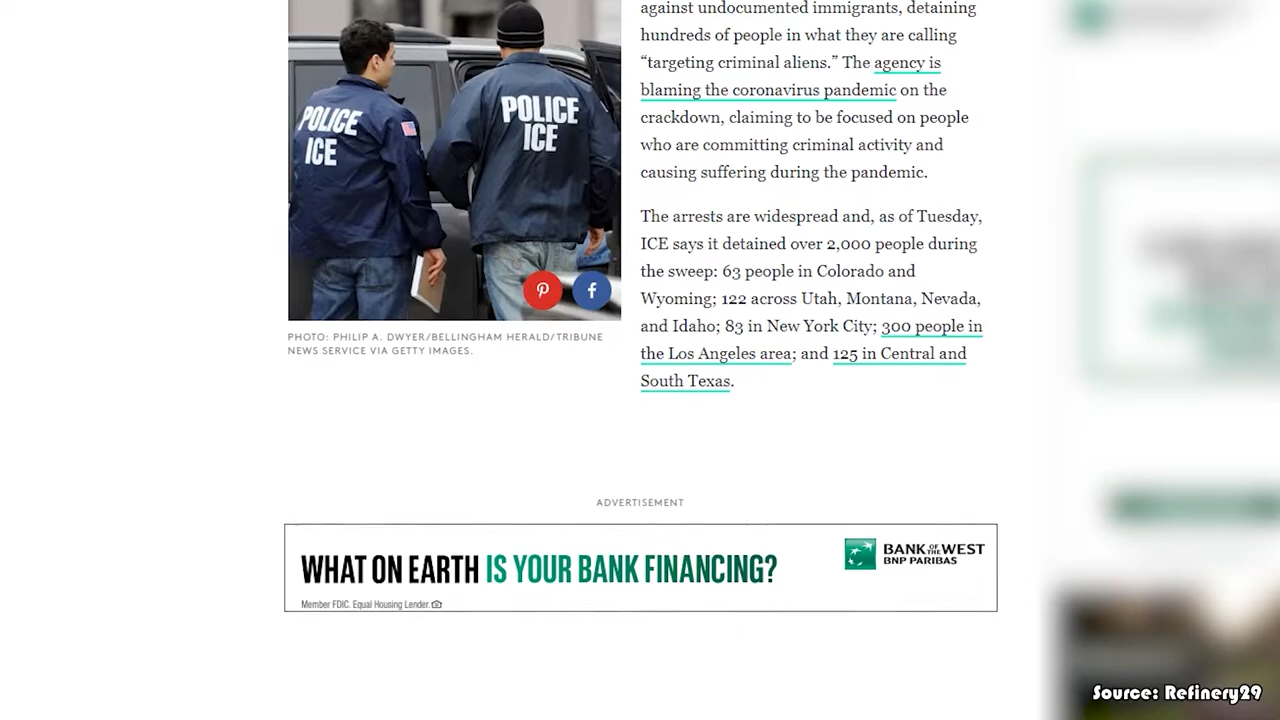 POLICE
ICE
POLICE
ICE
PHOTO: PHILIP A. DWYER/BELLINGHAM HERALD/TRIBUNE
NEWS SERVICE VIA GETTY IMAGES.
against undocumented immigrants, detaining
hundreds of people in what they are calling
“targeting criminal aliens.” The agency is
blaming the coronavirus pandemic on the
crackdown, claiming to be focused on people
who are committing criminal activity and
causing suffering during the pandemic.
The arrests are widespread and, as of Tuesday,
ICE says it detained over 2,000 people during
the sweep: 63 people in Colorado and
Wyoming; 122 across Utah, Montana, Nevada,
and Idaho; 83 in New York City; 300 people in
the Los Angeles area; and 125 in Central and
South Texas.
ADVERTISEMENT
WHAT ON EARTH IS YOUR BANK FINANCING?
Member FDIC. Equal Housing Lender.
BANK OF THE WEST
BNP PARIBAS
Source: Refinery29